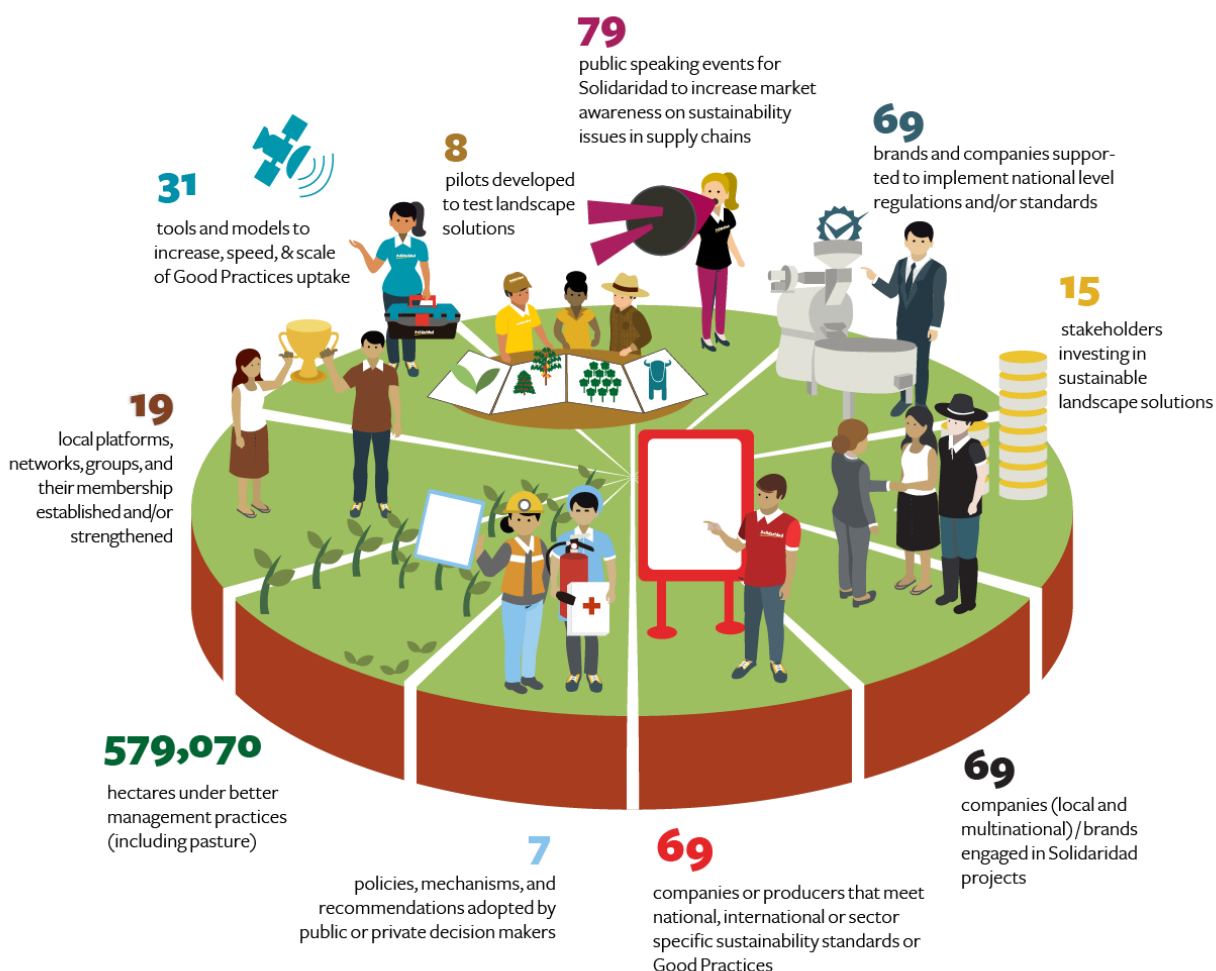 79
public speaking events for
Solidaridad to increase market
awareness on sustainability
issues in supply chains
69
brands and companies suppor-
ted to implement national level
regulations and/or standards
8
pilots developed
to test landscape
solutions
31
tools and models to
increase, speed, & scale
of Good Practices uptake
15
stakeholders
investing in
sustainable
landscape solutions
19
local platforms,
networks, groups, and
their membership
established and/or
strengthened
Solidaridad
Solidaridad
579,070
hectares under better
management practices
(including pasture)
7
policies, mechanisms, and
recommendations adopted by
public or private decision makers
69
companies or producers that meet
national, international or sector
specific sustainability standards or
Good Practices
69
companies (local and
multinational) / brands
engaged in Solidaridad
projects